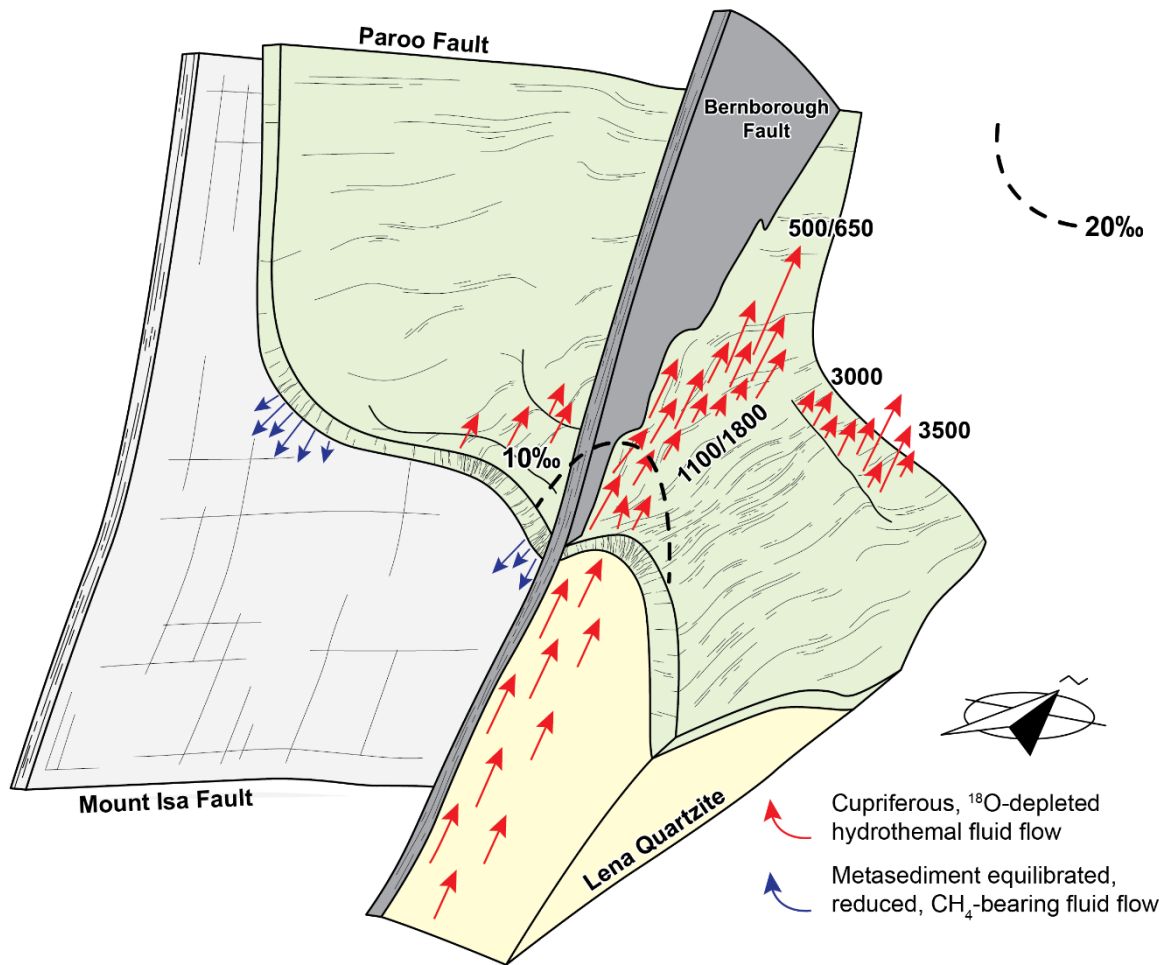 Paroo Fault
Bernborough
Fault
20‰
500/650
3000
3500
1100/1800
10‰
Mount Isa Fault
Lena Quartzite
Cupriferous, ¹⁸O-depleted
hydrothemal fluid flow
Metasediment equilibrated,
reduced, CH₄-bearing fluid flow